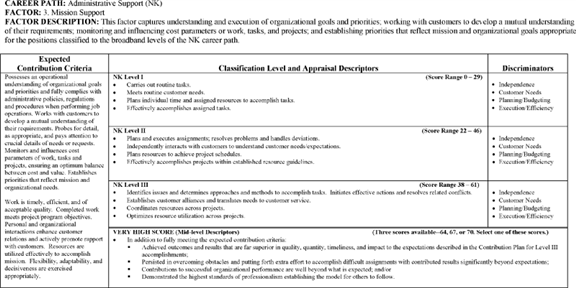 CAREER PATH: Administrative Support (NK)
FACTOR: 3. Mission Support
FACTOR DESCRIPTION: This factor captures understanding and execution of organizational goals and priorities; working with customers to develop a mutual understanding
of their requirements; monitoring and influencing cost parameters or work, tasks, and projects; and establishing priorities that reflect mission and organizational goals appropriate
for the positions classified to the broadband levels of the NK career path.
Expected
Contribution Criteria
Possesses an operational
understanding of organizational goals
and priorities and fully complies with
administrative policies, regulations
and procedures when performing job
operations. Works with customers to
develop a mutual understanding of
their requirements. Probes for detail,
as appropriate, and pays attention to
crucial details of needs or requests.
Monitors and influences cost
parameters of work, tasks and
projects, ensuring an optimum balance
between cost and value. Establishes
priorities that reflect mission and
organizational needs.
Work is timely, efficient, and of
acceptable quality. Completed work
meets project program objectives.
Personal and organizational
interactions enhance customer
relations and actively promote rapport
with customers. Resources are
utilized effectively to accomplish
mission. Flexibility, adaptability, and
decisiveness are exercised
appropriately.
Classification Level and Appraisal Descriptors
NK Level I (Score Range 0 – 29)
• Carries out routine tasks.
• Meets routine customer needs.
• Plans individual time and assigned resources to accomplish tasks.
• Effectively accomplishes assigned tasks.
NK Level II (Score Range 22 – 46)
• Plans and executes assignments; resolves problems and handles deviations.
• Independently interacts with customers to understand customer needs/expectations.
• Plans resources to achieve project schedules.
• Effectively accomplishes projects within established resource guidelines.
NK Level III (Score Range 38 – 61)
• Identifies issues and determines approaches and methods to accomplish tasks. Initiates effective actions and resolves related conflicts.
• Establishes customer alliances and translates needs to customer service.
• Coordinates resources across projects.
• Optimizes resource utilization across projects.
VERY HIGH SCORE (Mid-level Descriptors) (Three scores available—64, 67, or 70. Select one of these scores.)
• In addition to fully meeting the expected contribution criteria:
• Achieved outcomes and results that are far superior in quality, quantity, timeliness, and impact to the expectations described in the Contribution Plan for Level III
accomplishments;
• Persisted in overcoming obstacles and putting forth extra effort to accomplish difficult assignments with contributed results significantly beyond expectations;
• Contributions to successful organizational performance are well beyond what is expected; and/or
• Demonstrated the highest standards of professionalism establishing the model for others to follow.
Discriminators
• Independence
• Customer Needs
• Planning/Budgeting
• Execution/Efficiency
• Independence
• Customer Needs
• Planning/Budgeting
• Execution/Efficiency
• Independence
• Customer Needs
• Planning/Budgeting
• Execution/Efficiency